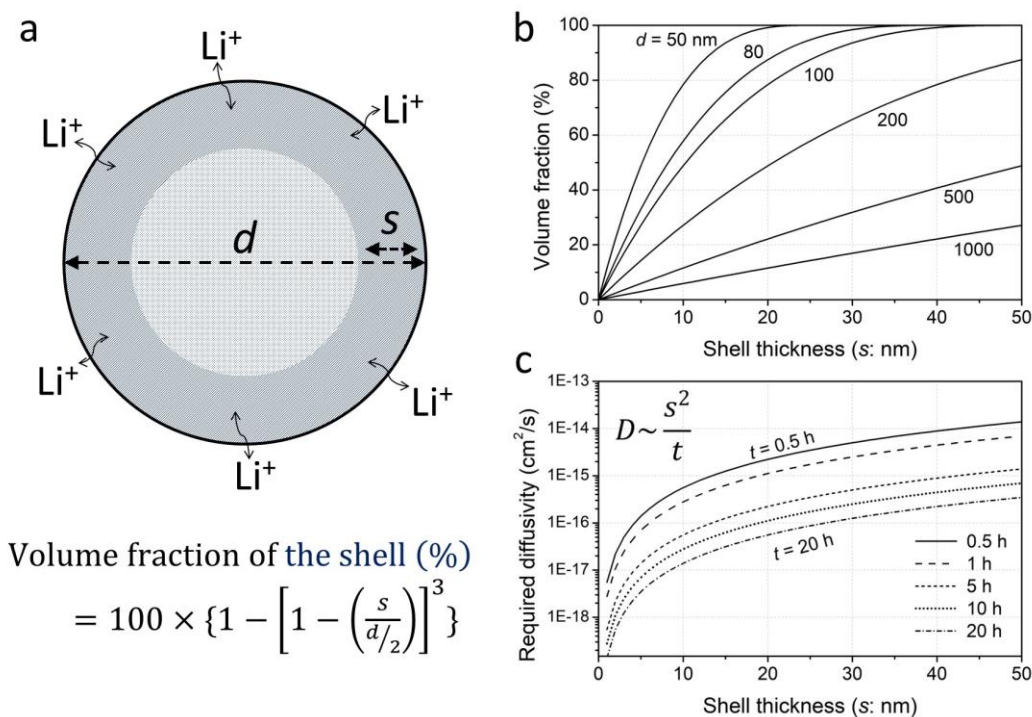 a
Li⁺
Li⁺
Li⁺
d
s
Li⁺
Li⁺
Li⁺
Volume fraction of the shell (%)
= 100 × {1 − [1 − (s / d/2)]³}
b
Volume fraction (%)
100
80
60
40
20
0
d = 50 nm
80
100
200
500
1000
0 10 20 30 40 50
Shell thickness (s: nm)
c
Required diffusivity (cm²/s)
1E-13
1E-14
1E-15
1E-16
1E-17
1E-18
D~ s²/t
t = 0.5 h
t = 20 h
0.5 h
1 h
5 h
10 h
20 h
0 10 20 30 40 50
Shell thickness (s: nm)